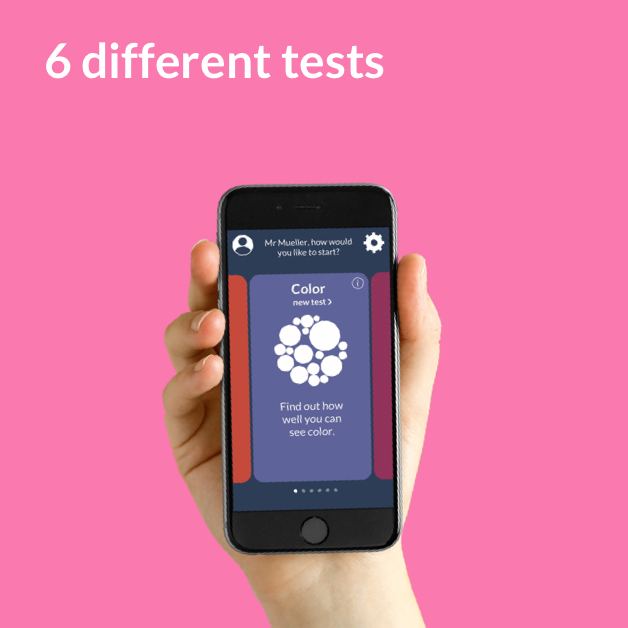 6 different tests
Mr Mueller, how would
you like to start?
Color
new test ›
Find out how
well you can
see color.